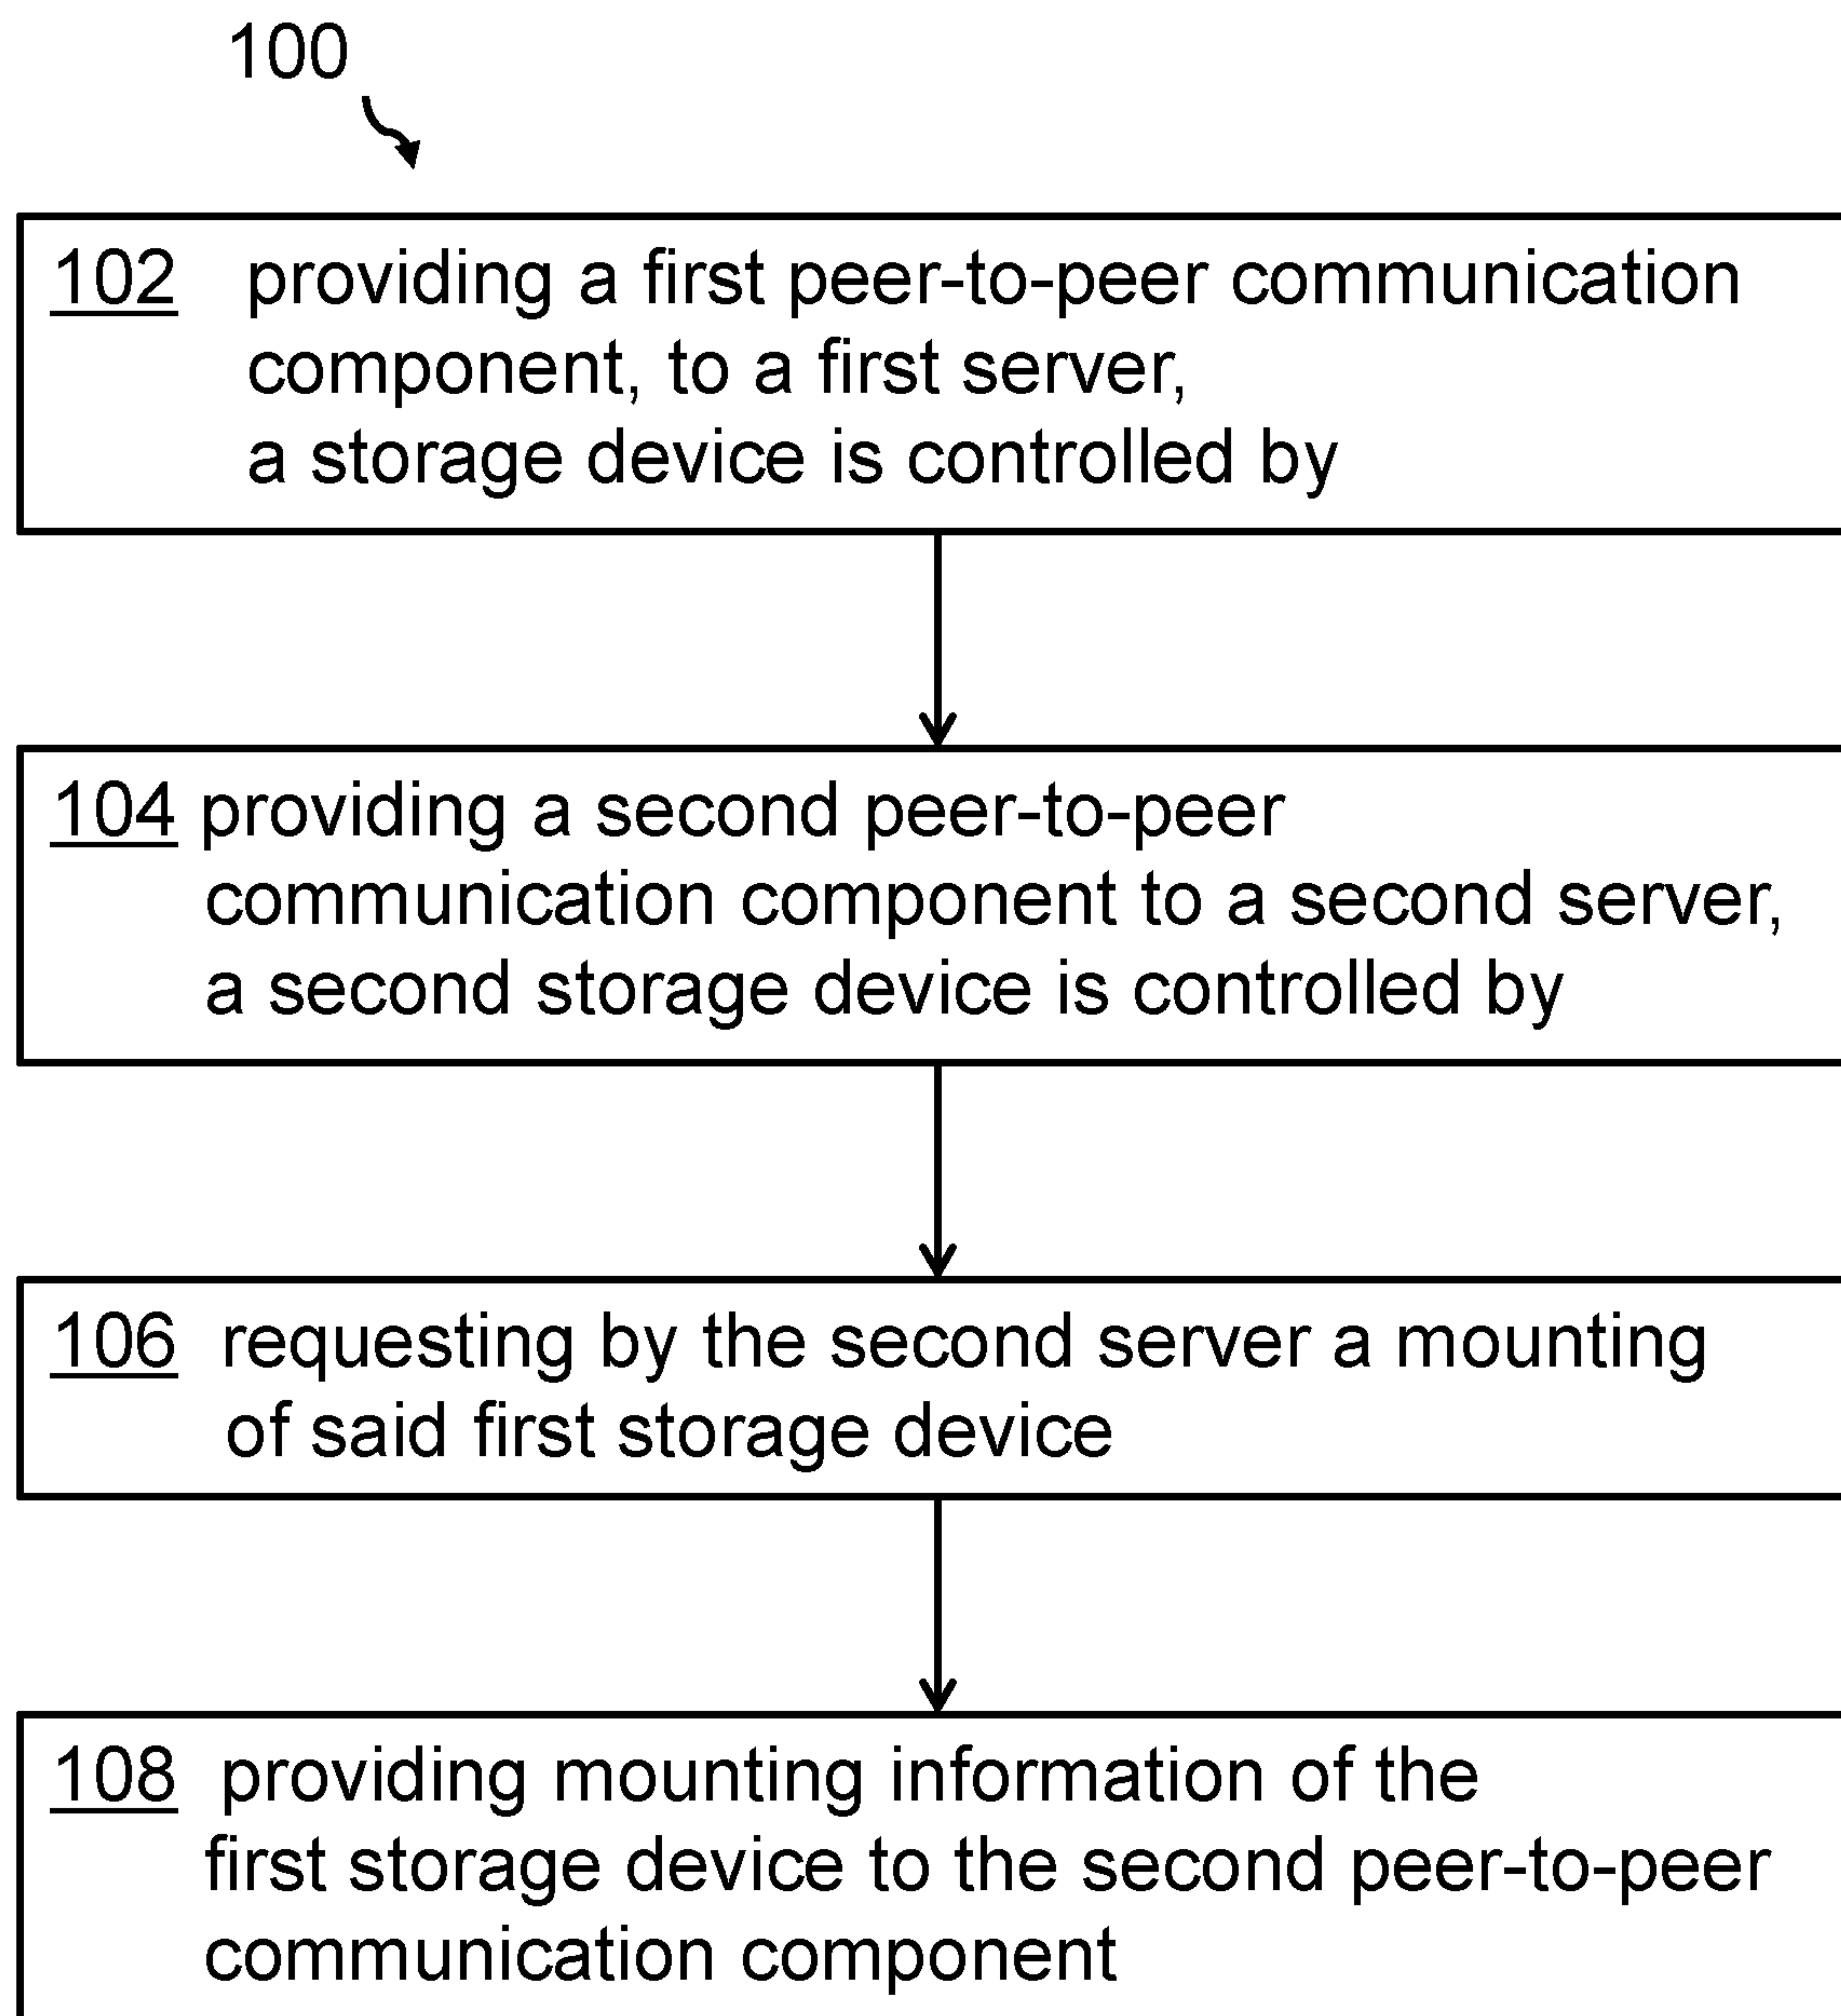 100
102 providing a first peer-to-peer communication
component, to a first server,
a storage device is controlled by
104 providing a second peer-to-peer
communication component to a second server,
a second storage device is controlled by
106 requesting by the second server a mounting
of said first storage device
108 providing mounting information of the
first storage device to the second peer-to-peer
communication component